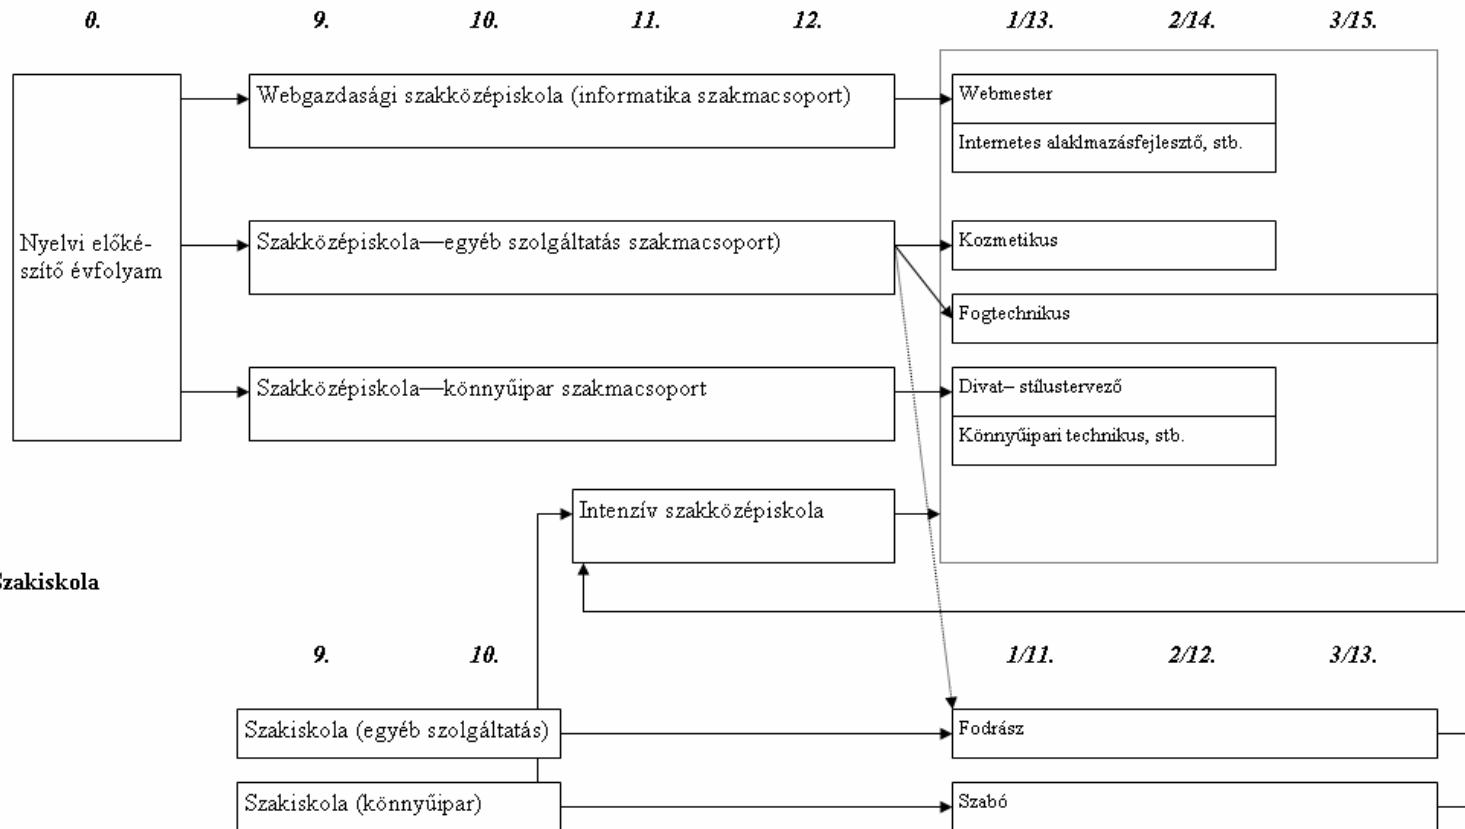 0. 9. 10. 11. 12. 1/13. 2/14. 3/15.
Webgazdasági szakközépiskola (informatika szakmacsoport)
Webmester
Internetes alaklmazásfejlesztő, stb.
Nyelvi előké-
szítő évfolyam
Szakközépiskola—egyéb szolgáltatás szakmacsoport)
Kozmetikus
Fogtechnikus
Szakközépiskola—könnyűipar szakmacsoport
Divat– stílustervező
Könnyűipari technikus, stb.
Intenzív szakközépiskola
Szakiskola
9. 10. 1/11. 2/12. 3/13.
Szakiskola (egyéb szolgáltatás)
Fodrász
Szakiskola (könnyűipar)
Szabó